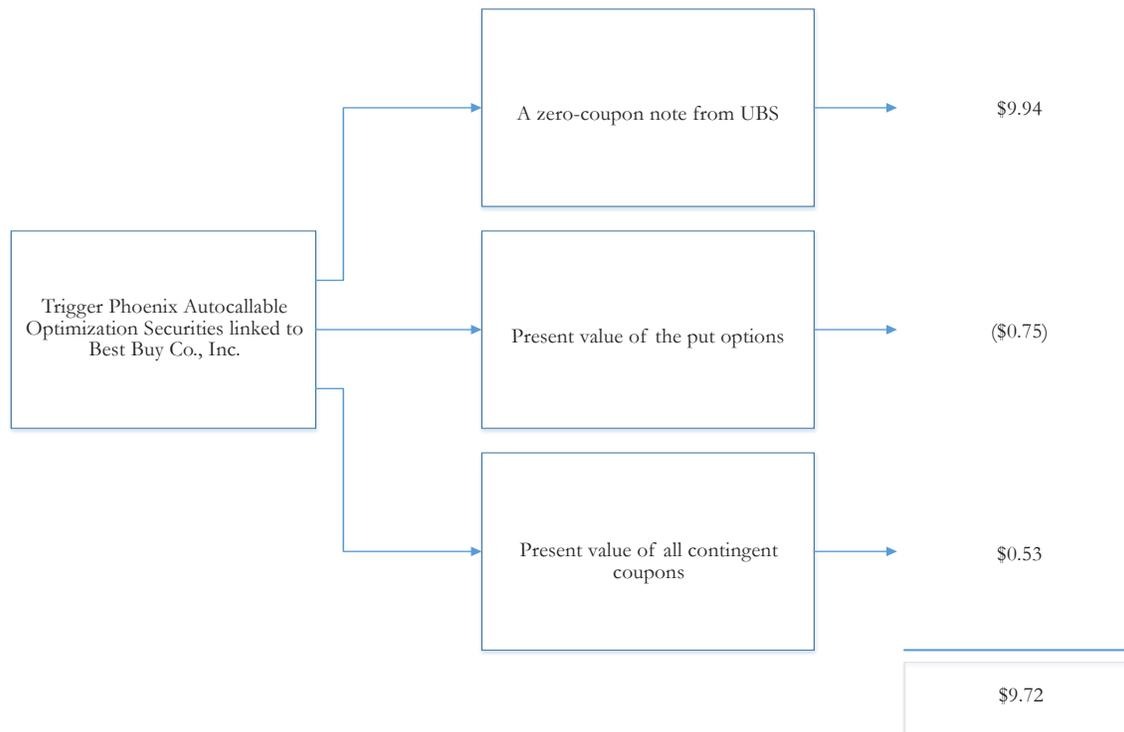 A zero-coupon note from UBS
$9.94
Trigger Phoenix Autocallable
Optimization Securities linked to
Best Buy Co., Inc.
Present value of the put options
($0.75)
Present value of all contingent
coupons
$0.53
$9.72